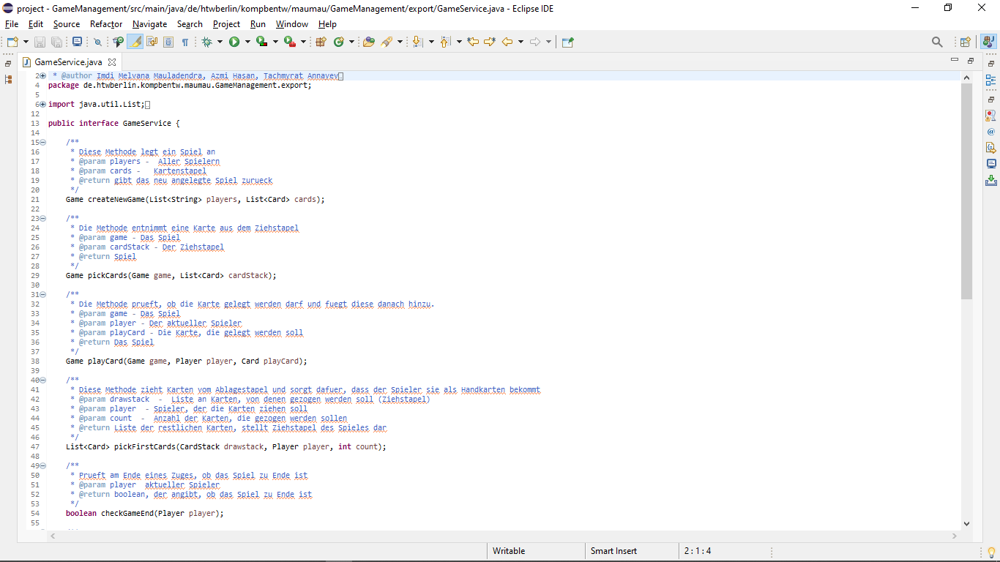 project - GameManagement/src/main/java/de/htwberlin/kompbentw/maumau/GameManagement/export/GameService.java - Eclipse IDE
File Edit Source Refactor Navigate Search Project Run Window Help
GameService.java
2 * @author Imdi Melvana Mauladendra, Azmi Hasan, Tachmyrat Annayev
4 package de.htwberlin.kompbentw.maumau.GameManagement.export;
5
6 import java.util.List;
12
13 public interface GameService {
14
15 /**
16 * Diese Methode legt ein Spiel an
17 * @param players - Aller Spielern
18 * @param cards - Kartenstapel
19 * @return gibt das neu angelegte Spiel zurueck
20 */
21 Game createNewGame(List<String> players, List<Card> cards);
22
23 /**
24 * Die Methode entnimmt eine Karte aus dem Ziehstapel
25 * @param game - Das Spiel
26 * @param cardStack - Der Ziehstapel
27 * @return Spiel
28 */
29 Game pickCards(Game game, List<Card> cardStack);
30
31 /**
32 * Die Methode prueft, ob die Karte gelegt werden darf und fuegt diese danach hinzu.
33 * @param game - Das Spiel
34 * @param player - Der aktueller Spieler
35 * @param playCard - Die Karte, die gelegt werden soll
36 * @return Das Spiel
37 */
38 Game playCard(Game game, Player player, Card playCard);
39
40 /**
41 * Diese Methode zieht Karten vom Ablagestapel und sorgt dafuer, dass der Spieler sie als Handkarten bekommt
42 * @param drawstack - Liste an Karten, von denen gezogen werden soll (Ziehstapel)
43 * @param player - Spieler, der die Karten ziehen soll
44 * @param count - Anzahl der Karten, die gezogen werden sollen
45 * @return Liste der restlichen Karten, stellt Ziehstapel des Spieles dar
46 */
47 List<Card> pickFirstCards(CardStack drawstack, Player player, int count);
48
49 /**
50 * Prueft am Ende eines Zuges, ob das Spiel zu Ende ist
51 * @param player aktueller Spieler
52 * @return boolean, der angibt, ob das Spiel zu Ende ist
53 */
54 boolean checkGameEnd(Player player);
55
Writable Smart Insert 2 : 1 : 4